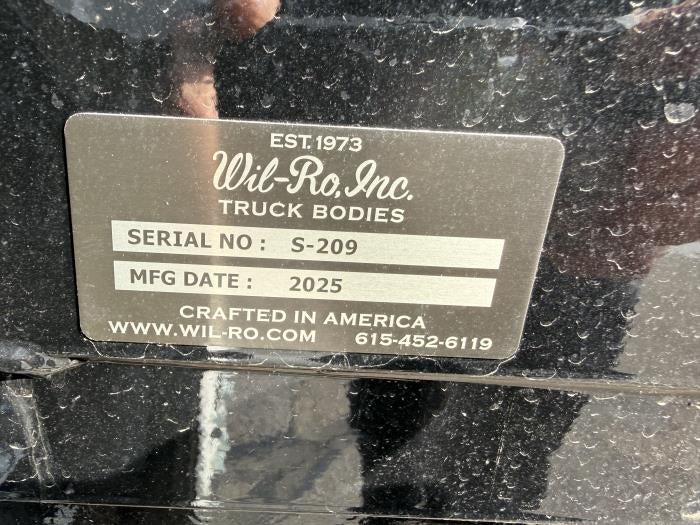 EST. 1973
Wil-Ro, Inc.
TRUCK BODIES
SERIAL NO : S-209
MFG DATE : 2025
CRAFTED IN AMERICA
WWW.WIL-RO.COM 615-452-6119